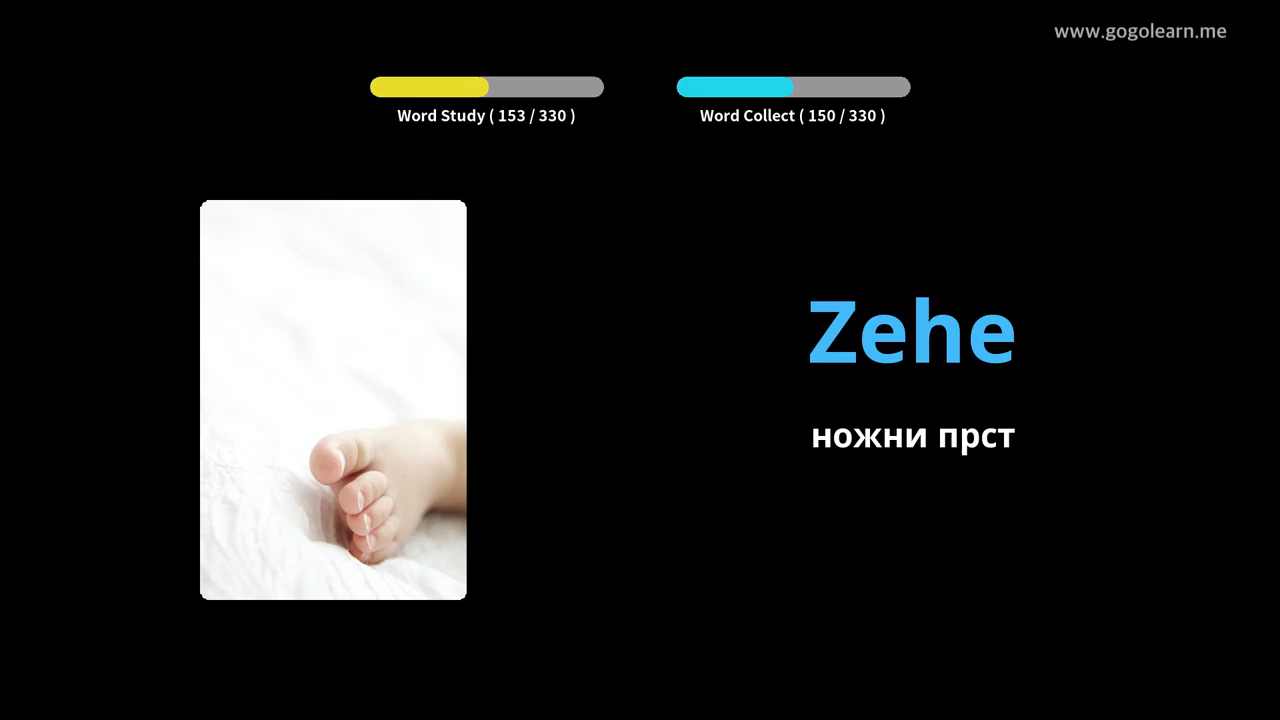 www.gogolearn.me
Word Study ( 153 / 330 )
Word Collect ( 150 / 330 )
Zehe
ножни прст